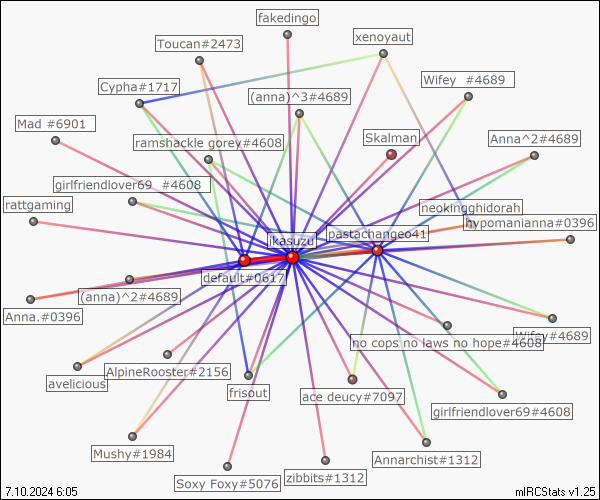 fakedingo
xenoyaut
Toucan#2473
Wifey   #4689
Cypha#1717
(anna)^3#4689
Mad #6901
Skalman
ramshackle gorey#4608
Anna^2#4689
girlfriendlover69   #4608
rattgaming
neokinghidorah
hypomanianna#0396
jkasuzu
pastachangeo41
default#0617
(anna)^2#4689
Anna.#0396
Wifey#4689
no cops no laws no hope#4608
AlpineRooster#2156
avelicious
frisout
ace deucy#7097
girlfriendlover69#4608
Mushy#1984
Annarchist#1312
Soxy Foxy#5076
zibbits#1312
7.10.2024 6:05
mIRCStats v1.25